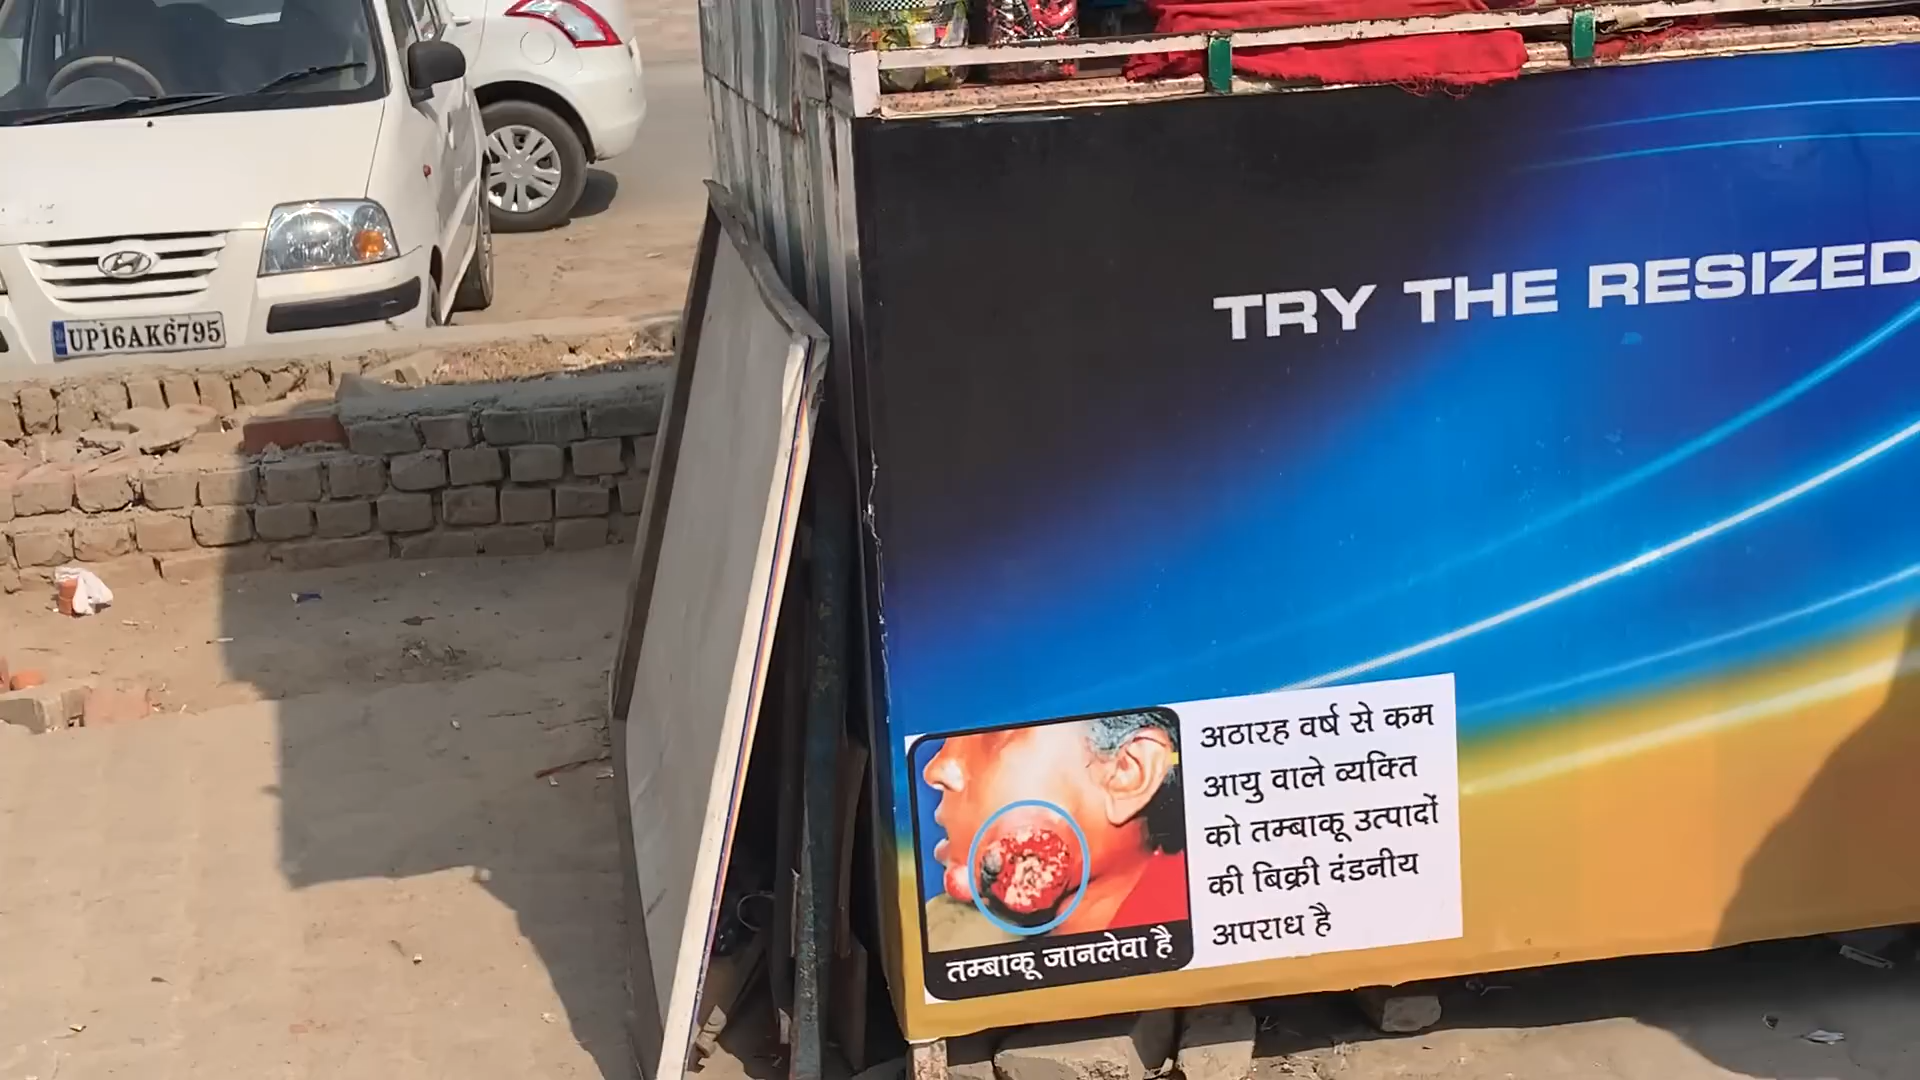 UP16AK6795
TRY THE RESIZED
अठारह वर्ष से कम
आयु वाले व्यक्ति
को तम्बाकू उत्पादों
की बिक्री दंडनीय
अपराध है
तम्बाकू जानलेवा है